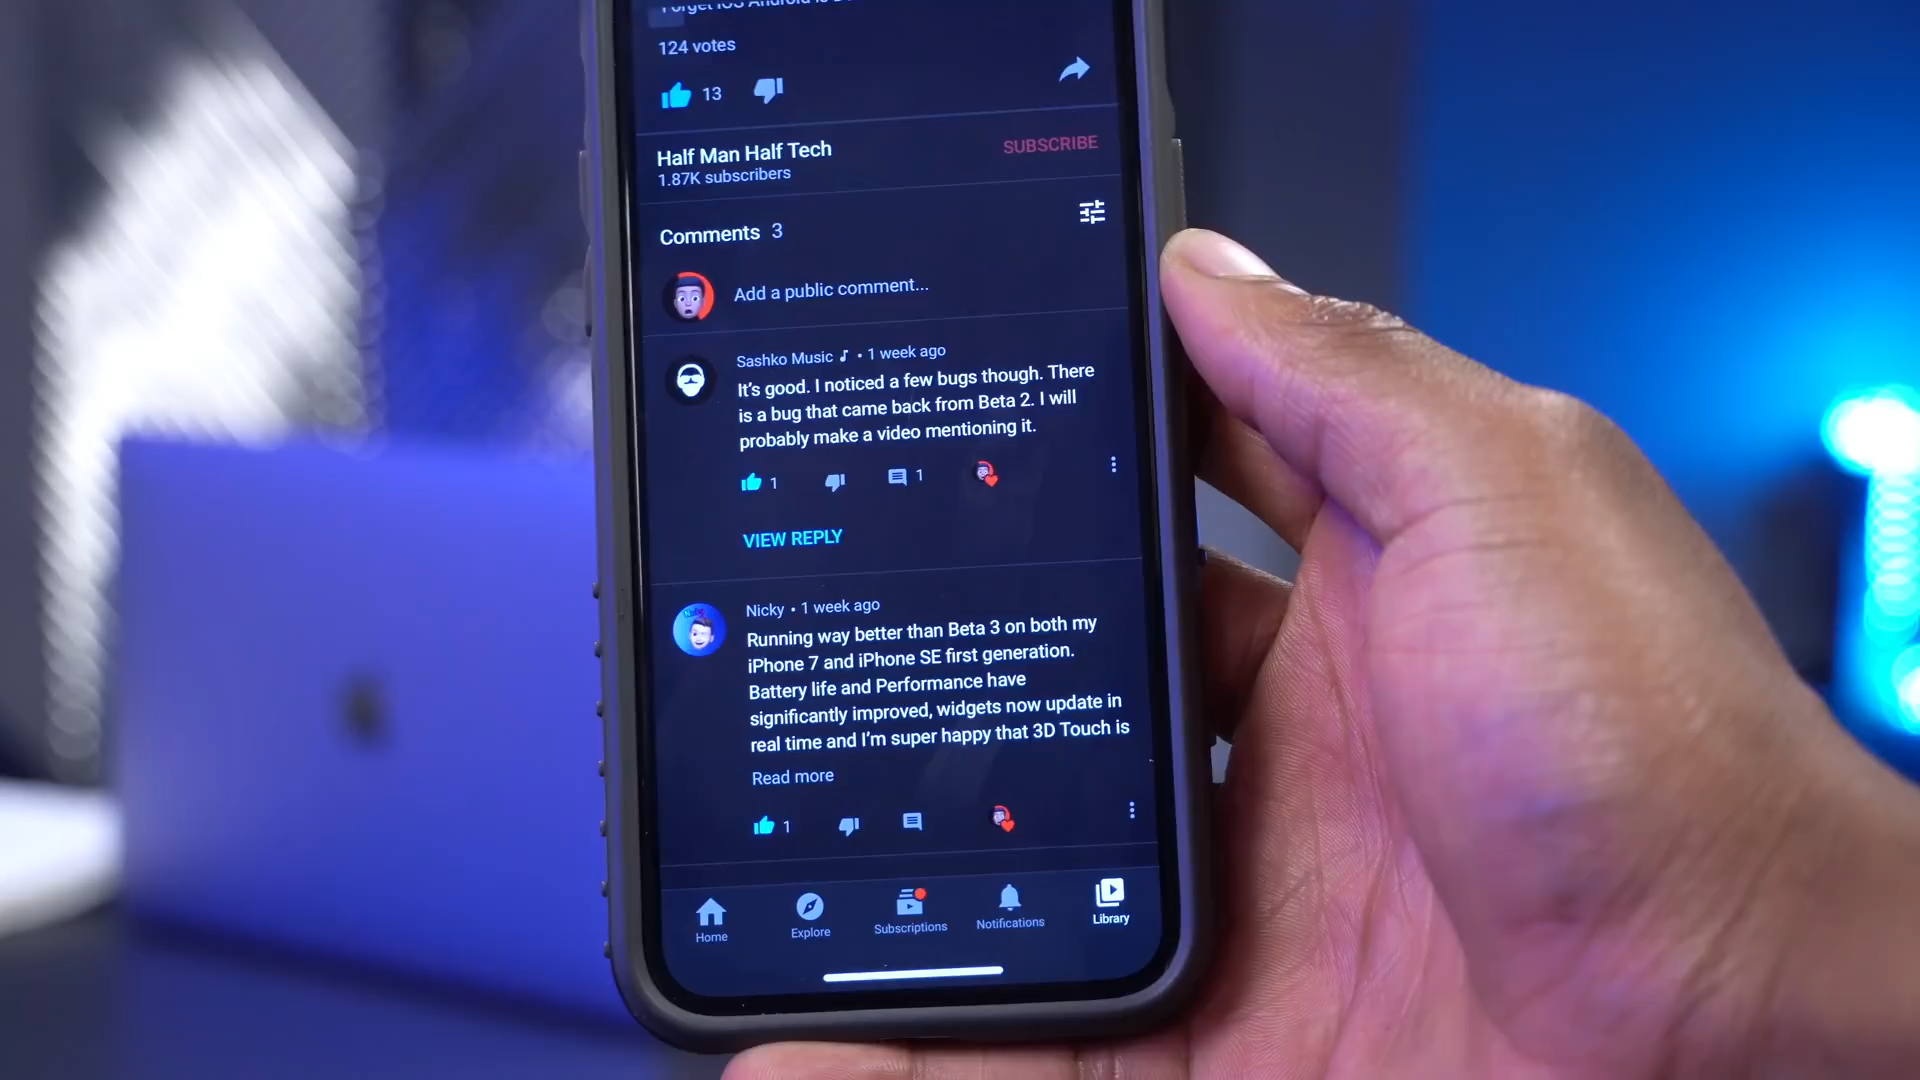 Forget iOS Android is
124 votes
13
Half Man Half Tech
SUBSCRIBE
1.87K subscribers
Comments 3
Add a public comment...
Sashko Music ♪ • 1 week ago
It's good. I noticed a few bugs though. There
is a bug that came back from Beta 2. I will
probably make a video mentioning it.
1
1
VIEW REPLY
Nicky • 1 week ago
Running way better than Beta 3 on both my
iPhone 7 and iPhone SE first generation.
Battery life and Performance have
significantly improved, widgets now update in
real time and I'm super happy that 3D Touch is
Read more
1
Home
Explore
Subscriptions
Notifications
Library